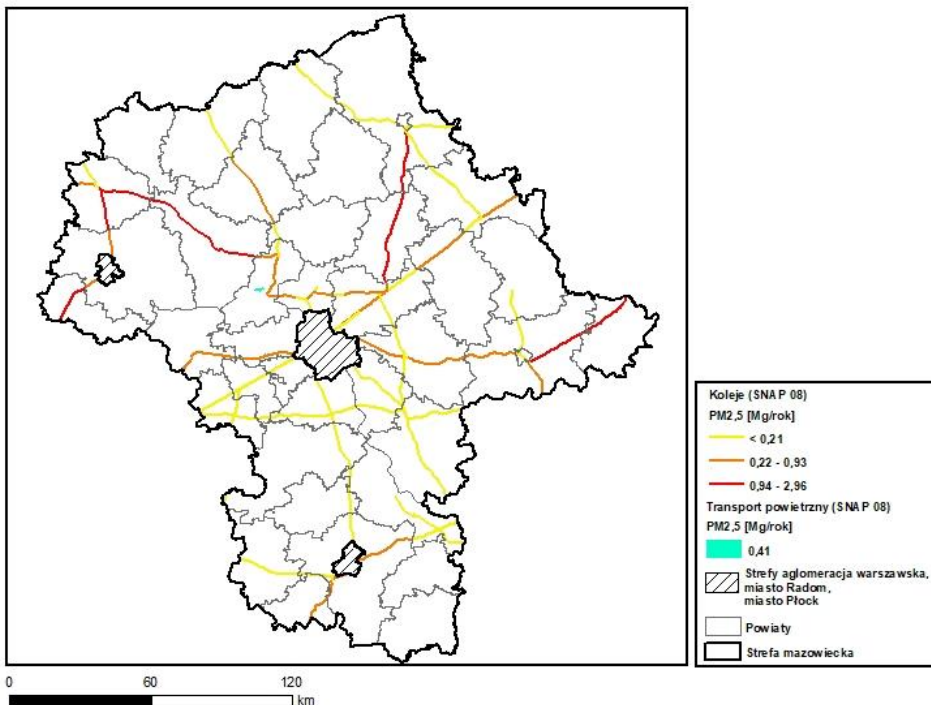 Koleje (SNAP 08)
PM2,5 [Mg/rok]
< 0,21
0,22 - 0,93
0,94 - 2,96
Transport powietrzny (SNAP 08)
PM2,5 [Mg/rok]
0,41
Strefy aglomeracja warszawska,
miasto Radom,
miasto Płock
Powiaty
Strefa mazowiecka
0 60 120
km